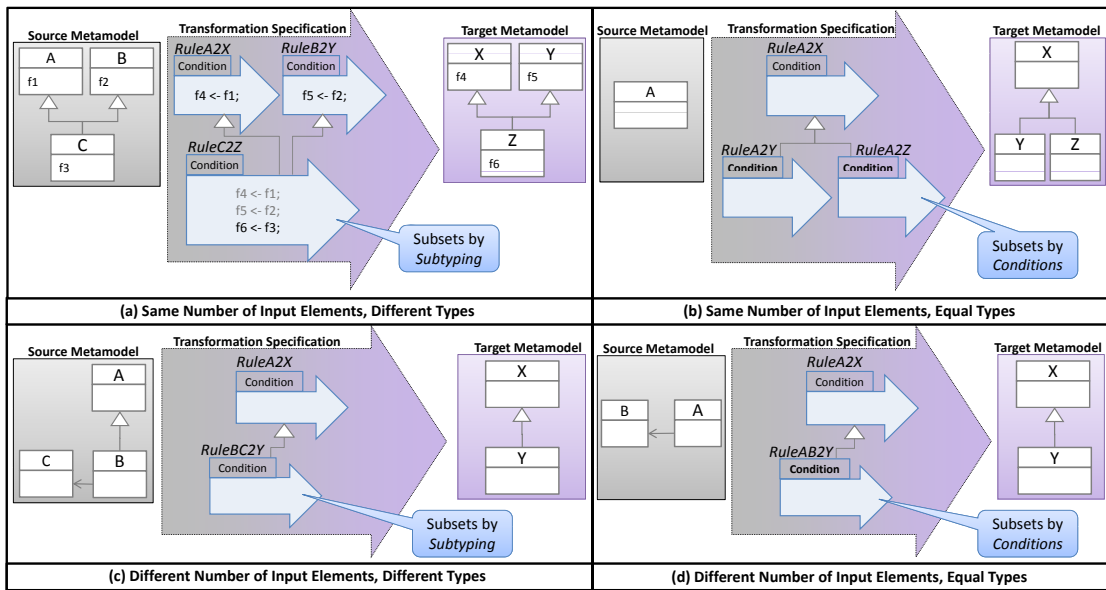 Transformation Specification
Source Metamodel
Target Metamodel
A
B
f1
f2
C
f3
RuleA2X
RuleB2Y
Condition
Condition
f4 <- f1;
f5 <- f2;
RuleC2Z
Condition
f4 <- f1;
f5 <- f2;
f6 <- f3;
X
Y
f4
f5
Z
f6
Subsets by
Subtyping
(a) Same Number of Input Elements, Different Types
Source Metamodel
Transformation Specification
Target Metamodel
A
RuleA2X
Condition
RuleA2Y
RuleA2Z
Condition
Condition
X
Y
Z
Subsets by
Conditions
(b) Same Number of Input Elements, Equal Types
Source Metamodel
Transformation Specification
Target Metamodel
A
C
B
RuleA2X
Condition
RuleBC2Y
Condition
X
Y
Subsets by
Subtyping
(c) Different Number of Input Elements, Different Types
Source Metamodel
Transformation Specification
Target Metamodel
B
A
RuleA2X
Condition
RuleAB2Y
Condition
X
Y
Subsets by
Conditions
(d) Different Number of Input Elements, Equal Types